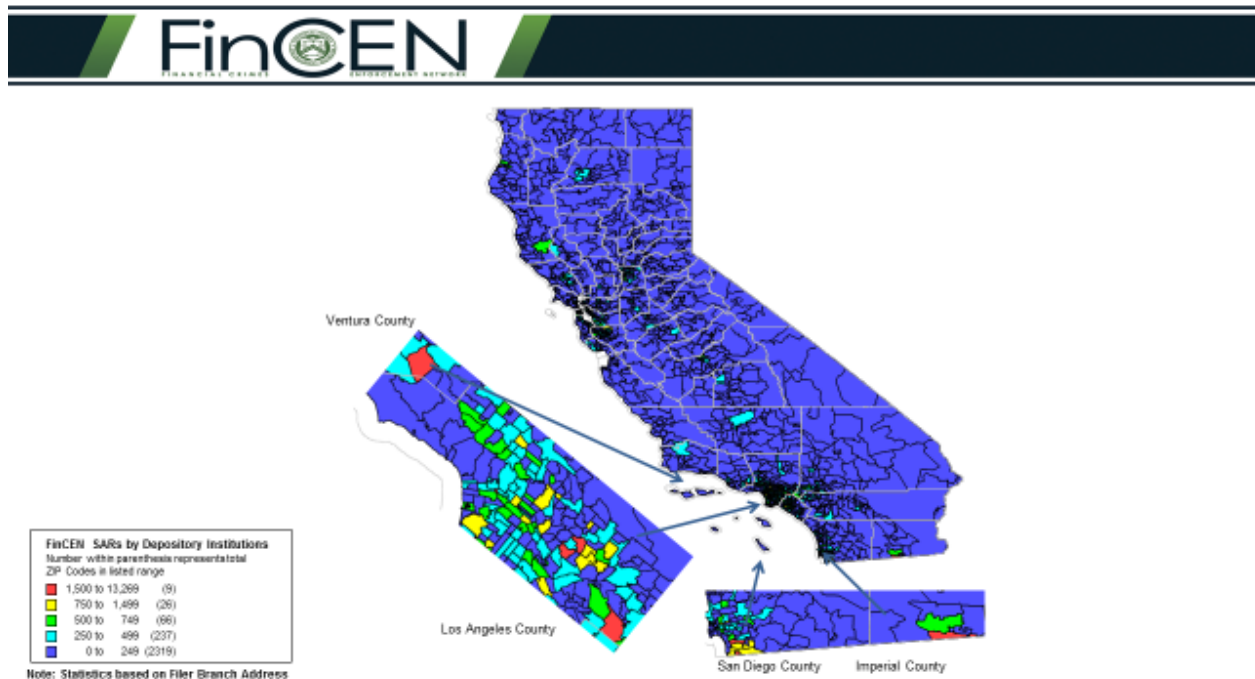 FinCEN
FINANCIAL CRIMES ENFORCEMENT NETWORK
Ventura County
Los Angeles County
San Diego County
Imperial County
FinCEN SARs by Depository Institutions
Number within parenthesis represents total
ZIP Codes in listed range
1,500 to 13,269 (9)
750 to 1,499 (26)
500 to 749 (66)
250 to 499 (237)
0 to 249 (2319)
Note: Statistics based on Filer Branch Address